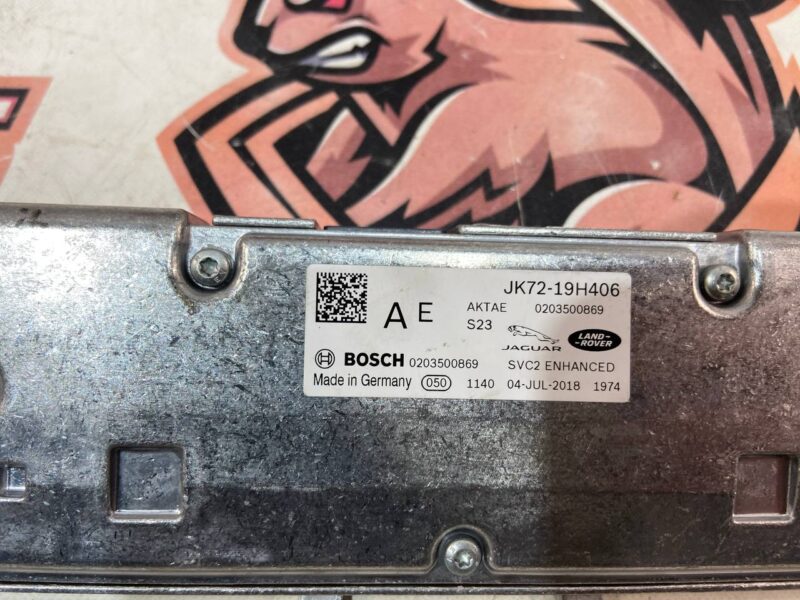 JK72-19H406
A E
AKTAE 0203500869
S23
JAGUAR
LAND-
ROVER
BOSCH 0203500869
SVC2 ENHANCED
Made in Germany 050 1140 04-JUL-2018 1974